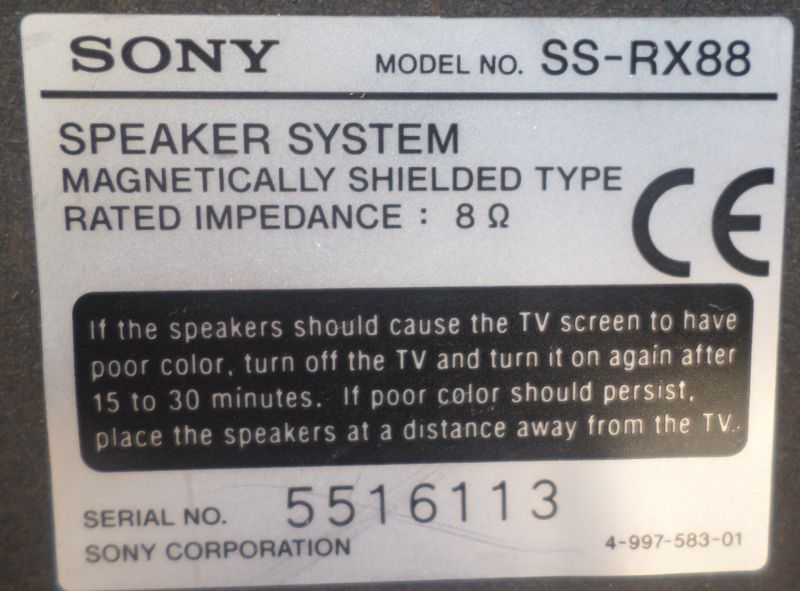 SONY MODEL NO. SS-RX88
SPEAKER SYSTEM
MAGNETICALLY SHIELDED TYPE
RATED IMPEDANCE : 8 Ω
CE
If the speakers should cause the TV screen to have
poor color, turn off the TV and turn it on again after
15 to 30 minutes. If poor color should persist,
place the speakers at a distance away from the TV.
SERIAL NO. 5516113
SONY CORPORATION 4-997-583-01